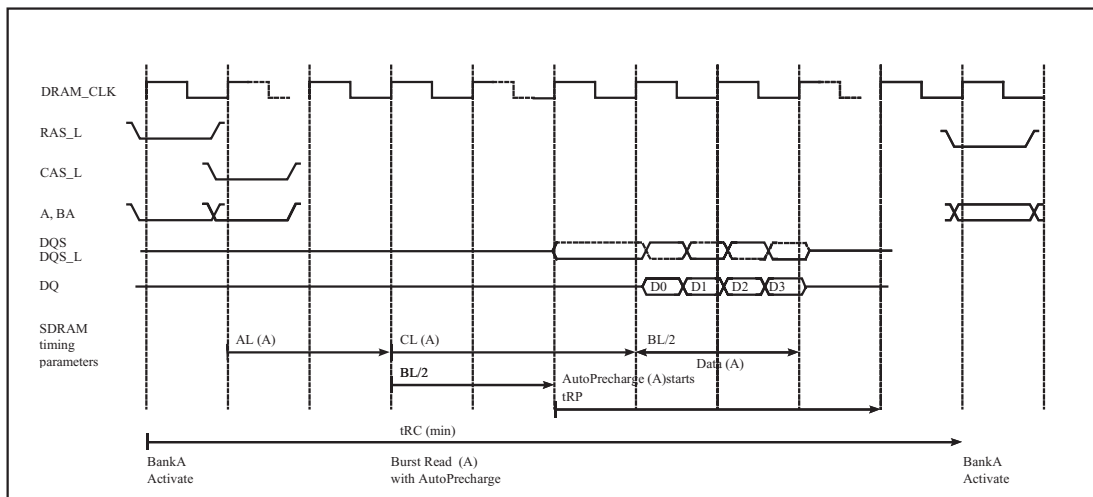 DRAM_CLK
RAS_L
CAS_L
A, BA
DQS
DQS_L
DQ
D0 D1 D2 D3
SDRAM
timing
parameters
AL (A)
CL (A)
BL/2
Data (A)
BL/2
AutoPrecharge (A)starts
tRP
tRC (min)
BankA
Activate
Burst Read (A)
with AutoPrecharge
BankA
Activate